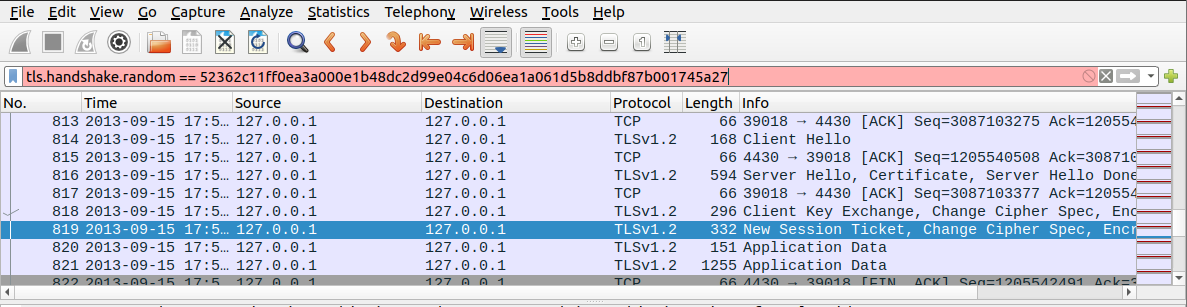 File Edit View Go Capture Analyze Statistics Telephony Wireless Tools Help
tls.handshake.random == 52362c11ff0ea3a000e1b48dc2d99e04c6d06ea1a061d5b8ddbf87b001745a27
No. Time Source Destination Protocol Length Info
813 2013-09-15 17:5… 127.0.0.1 127.0.0.1 TCP 66 39018 → 4430 [ACK] Seq=3087103275 Ack=120554
814 2013-09-15 17:5… 127.0.0.1 127.0.0.1 TLSv1.2 168 Client Hello
815 2013-09-15 17:5… 127.0.0.1 127.0.0.1 TCP 66 4430 → 39018 [ACK] Seq=1205540508 Ack=308710
816 2013-09-15 17:5… 127.0.0.1 127.0.0.1 TLSv1.2 594 Server Hello, Certificate, Server Hello Done
817 2013-09-15 17:5… 127.0.0.1 127.0.0.1 TCP 66 39018 → 4430 [ACK] Seq=3087103377 Ack=120554
818 2013-09-15 17:5… 127.0.0.1 127.0.0.1 TLSv1.2 296 Client Key Exchange, Change Cipher Spec, Enc
819 2013-09-15 17:5… 127.0.0.1 127.0.0.1 TLSv1.2 332 New Session Ticket, Change Cipher Spec, Encr
820 2013-09-15 17:5… 127.0.0.1 127.0.0.1 TLSv1.2 151 Application Data
821 2013-09-15 17:5… 127.0.0.1 127.0.0.1 TLSv1.2 1255 Application Data
822 2013-09-15 17:5… 127.0.0.1 127.0.0.1 TCP 66 39018 → 4430 [FIN, ACK] Seq=1205542491 Ack=3